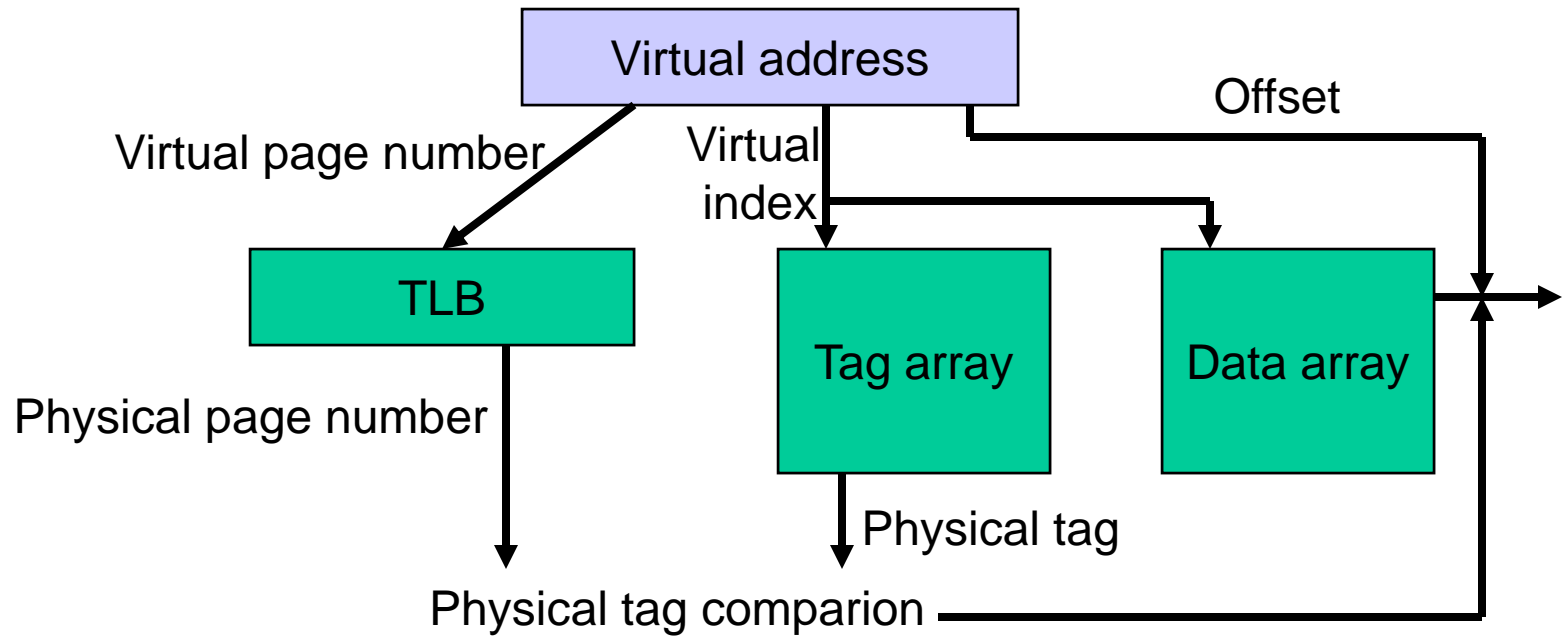 Virtual address
Offset
Virtual page number
Virtual
index
TLB
Tag array
Data array
Physical page number
Physical tag
Physical tag comparion